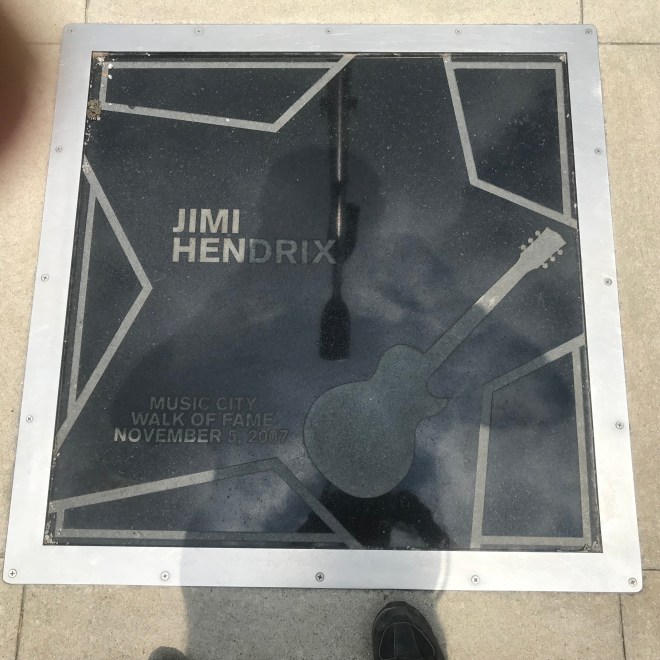 JIMI
HENDRIX
MUSIC CITY
WALK OF FAME
NOVEMBER 5, 2007